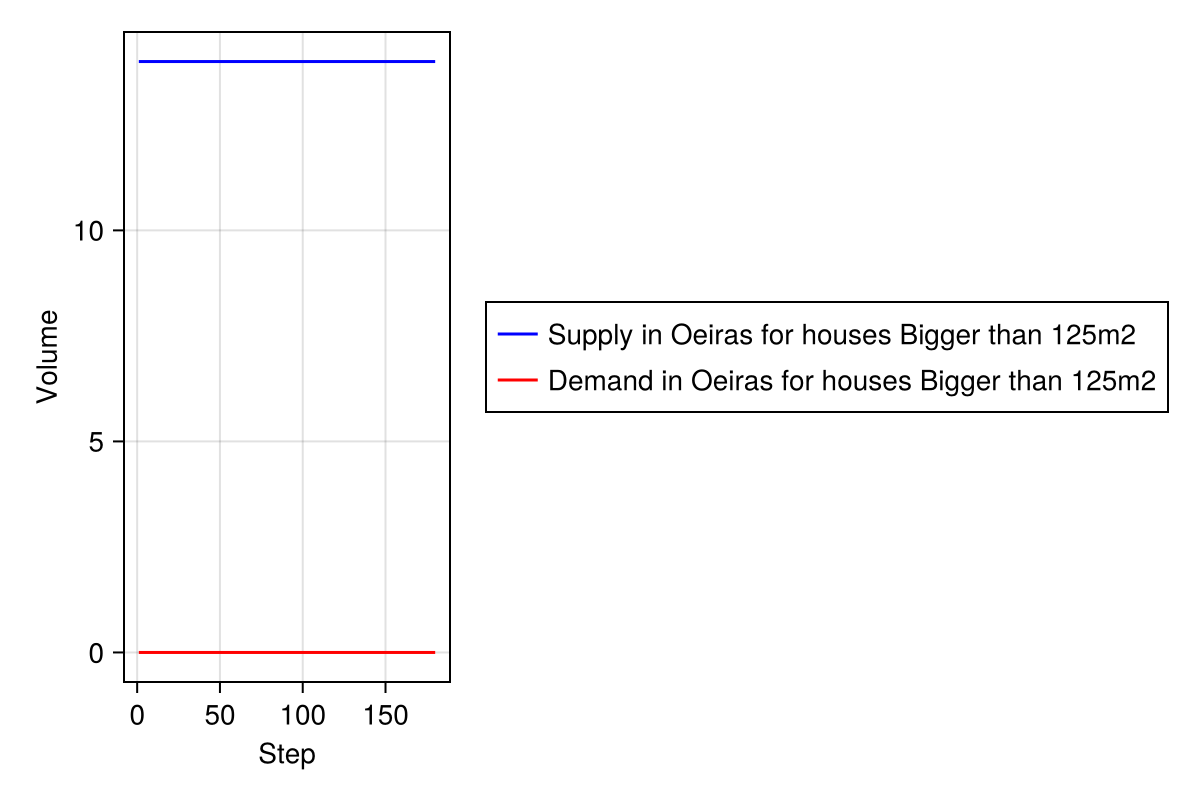 10
5
0
Volume
0 50 100 150
Step
Supply in Oeiras for houses Bigger than 125m2
Demand in Oeiras for houses Bigger than 125m2